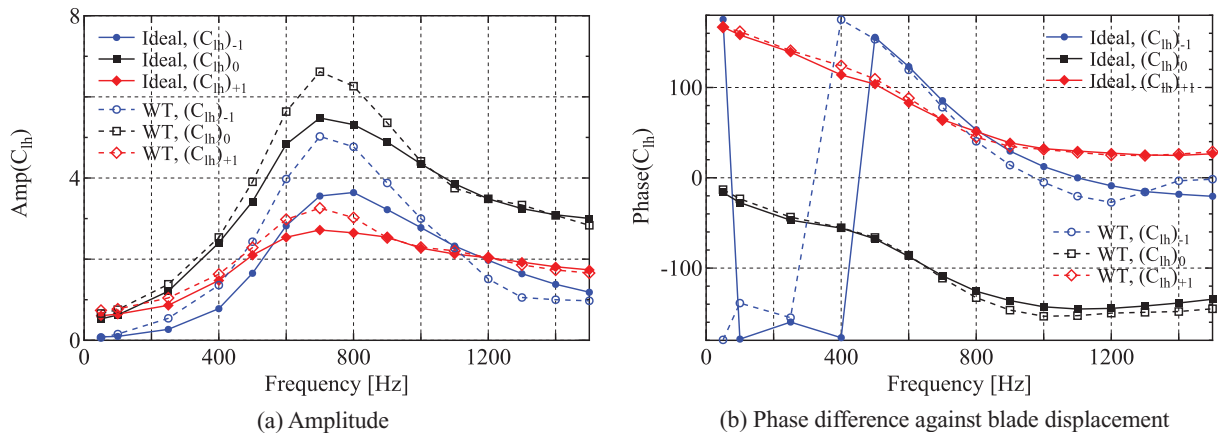 8
4
0
Amp(C_lh)
Ideal, (C_lh)_-1
Ideal, (C_lh)_0
Ideal, (C_lh)_+1
WT, (C_lh)_-1
WT, (C_lh)_0
WT, (C_lh)_+1
0 400 800 1200
Frequency [Hz]
(a) Amplitude
100
0
-100
Phase(C_lh)
Ideal, (C_lh)_-1
Ideal, (C_lh)_0
Ideal, (C_lh)_+1
WT, (C_lh)_-1
WT, (C_lh)_0
WT, (C_lh)_+1
0 400 800 1200
Frequency [Hz]
(b) Phase difference against blade displacement